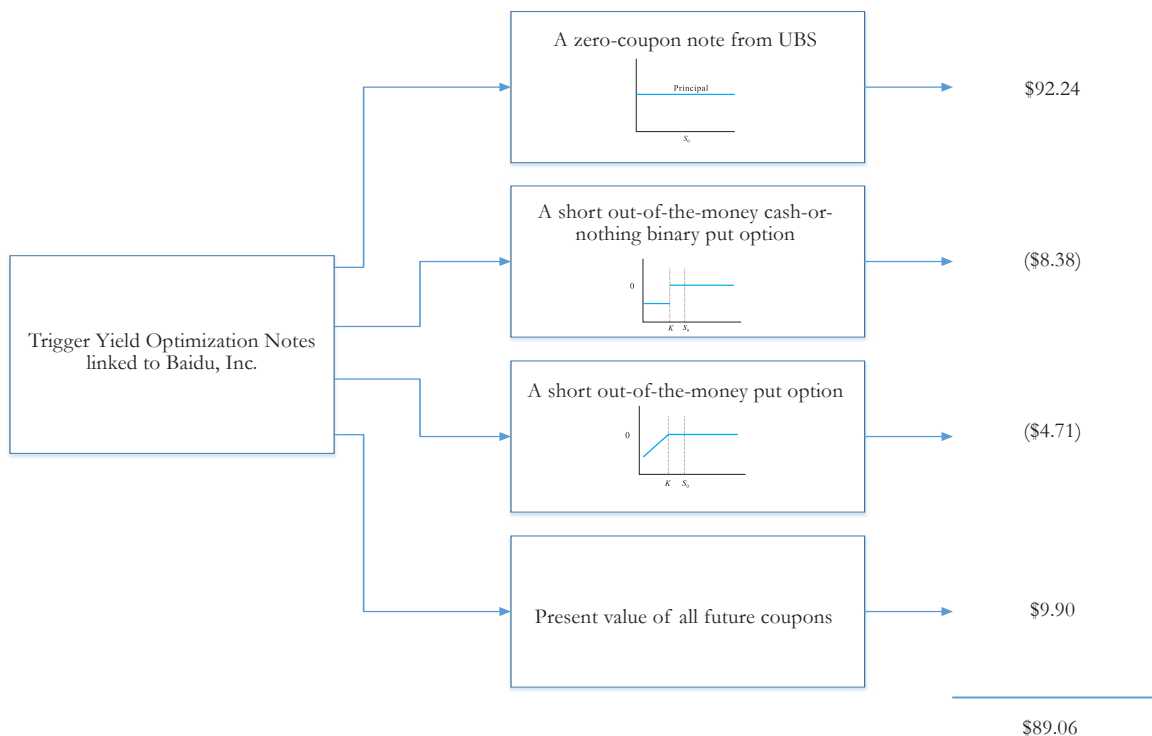 A zero-coupon note from UBS
Principal
S0
$92.24
A short out-of-the-money cash-or-
nothing binary put option
0
K S0
($8.38)
Trigger Yield Optimization Notes
linked to Baidu, Inc.
A short out-of-the-money put option
0
K S0
($4.71)
Present value of all future coupons
$9.90
$89.06